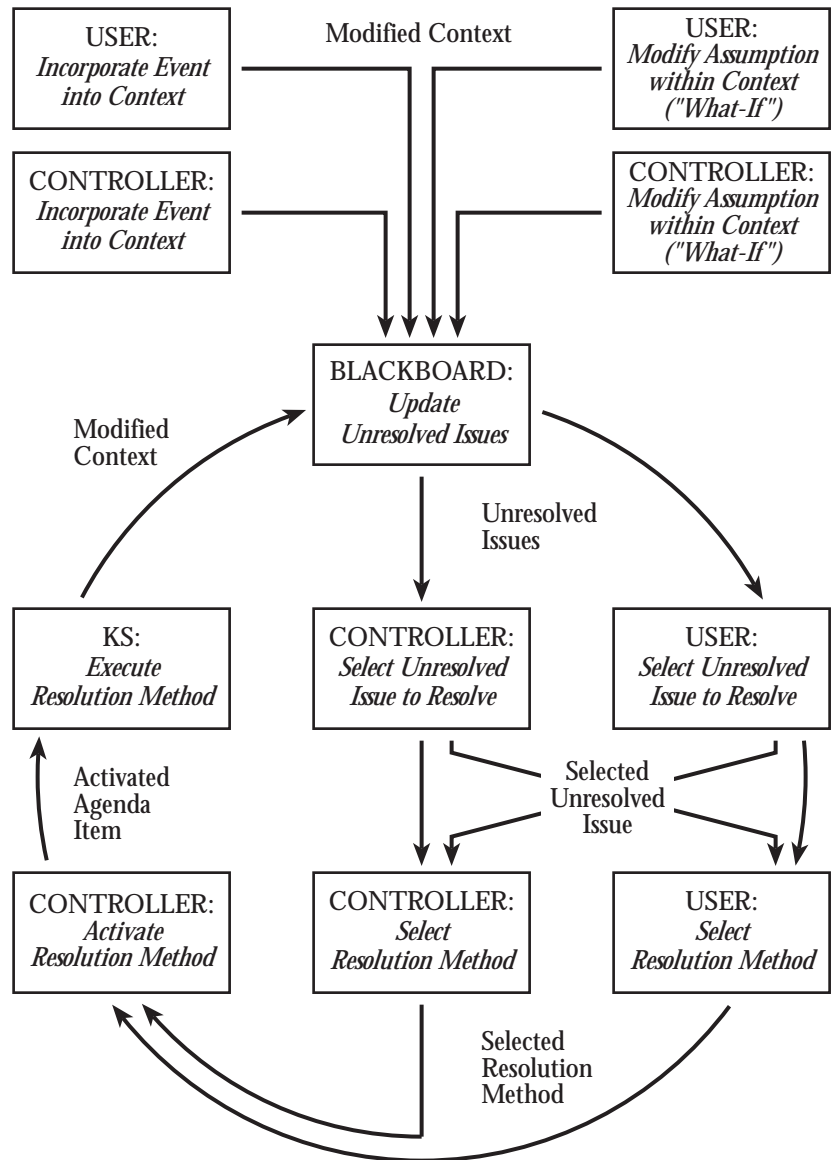 USER:
Incorporate Event
into Context
Modified Context
USER:
Modify Assumption
within Context
("What-If")
CONTROLLER:
Incorporate Event
into Context
CONTROLLER:
Modify Assumption
within Context
("What-If")
BLACKBOARD:
Update
Unresolved Issues
Modified
Context
Unresolved
Issues
KS:
Execute
Resolution Method
CONTROLLER:
Select Unresolved
Issue to Resolve
USER:
Select Unresolved
Issue to Resolve
Activated
Agenda
Item
Selected
Unresolved
Issue
CONTROLLER:
Activate
Resolution Method
CONTROLLER:
Select
Resolution Method
USER:
Select
Resolution Method
Selected
Resolution
Method